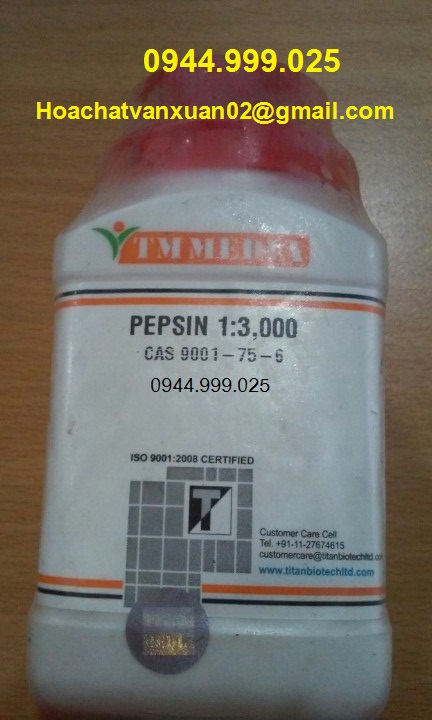 0944.999.025
Hoachatvanxuan02@gmail.com
TM MEDIA
PEPSIN 1:3,000
CAS 9001-75-6
0944.999.025
ISO 9001:2008 CERTIFIED
T
Customer Care Cell
Tel. +91-11-27674615
customercare@titanbiotechltd.com
www.titanbiotechltd.com